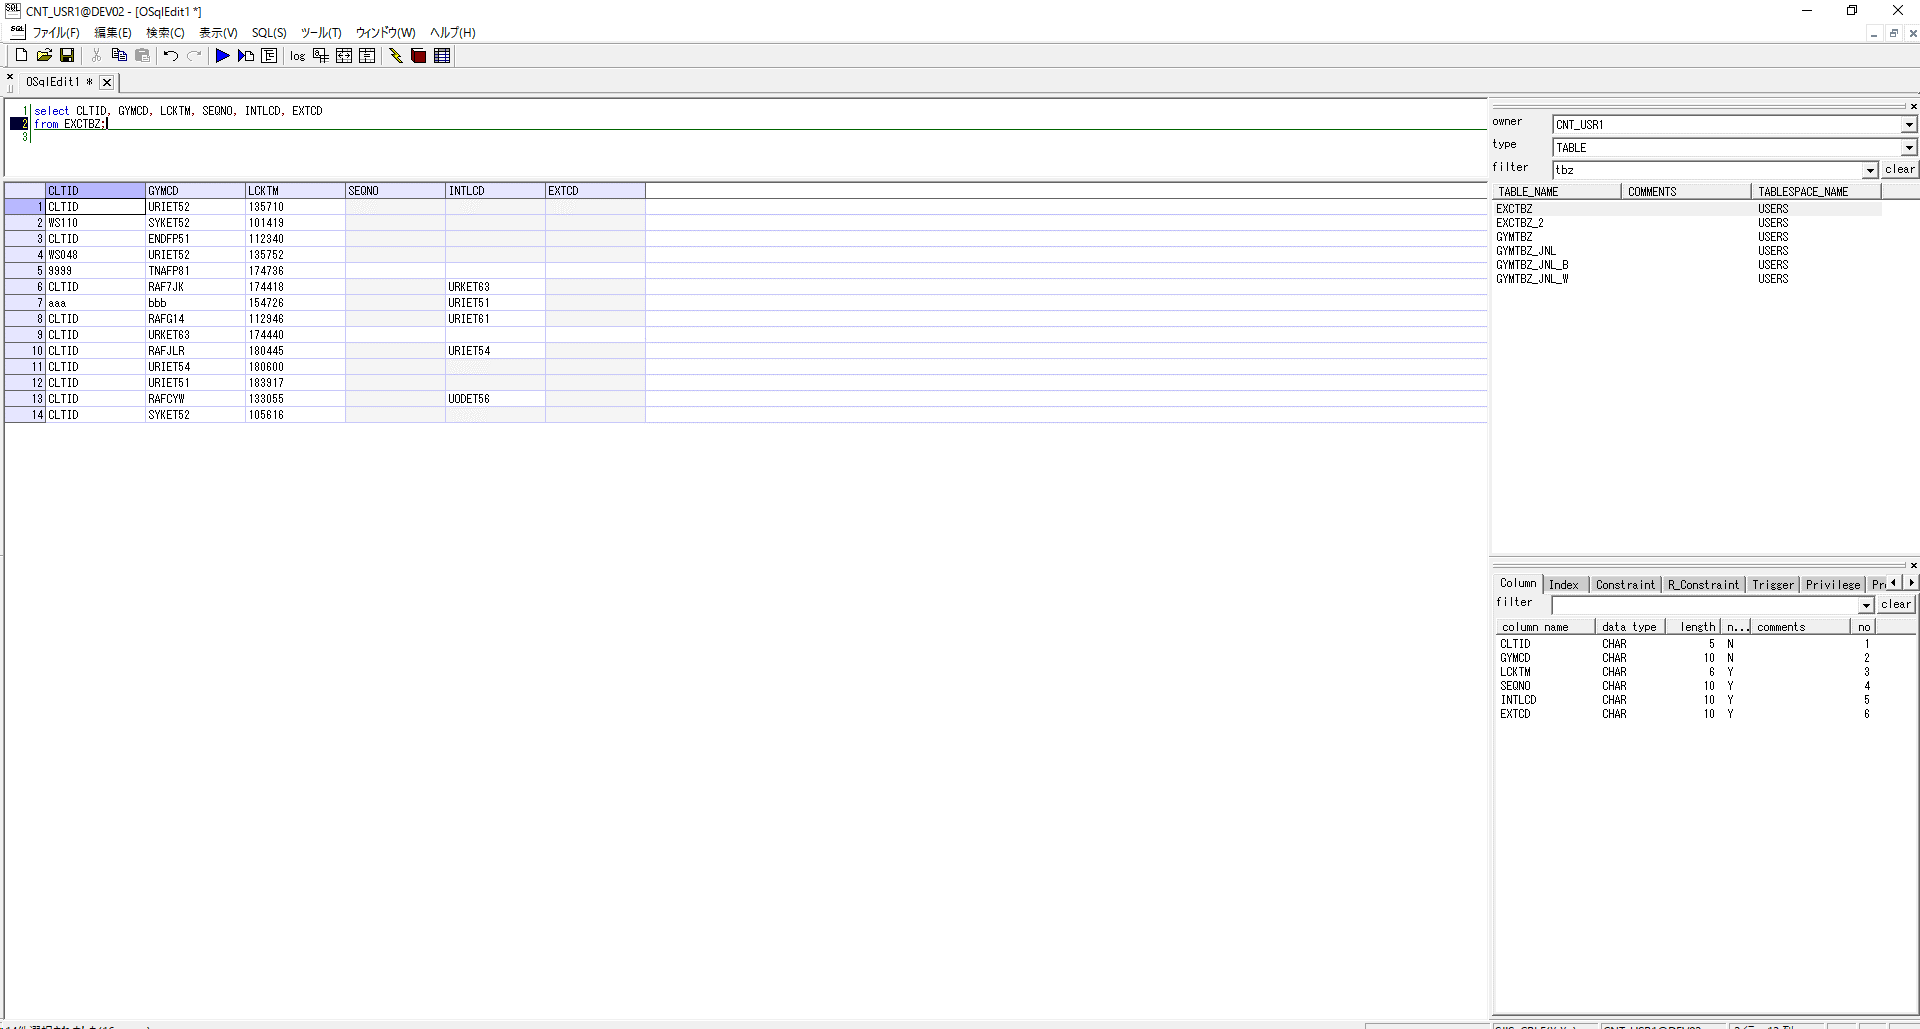 CNT_USR1@DEV02 - [OSqlEdit1 *]
ファイル(F) 編集(E) 検索(C) 表示(V) SQL(S) ツール(T) ウィンドウ(W) ヘルプ(H)
log
OSqlEdit1 *
1 select CLTID, GYMCD, LCKTM, SEQNO, INTLCD, EXTCD
2 from EXCTBZ;
3
CLTID GYMCD LCKTM SEQNO INTLCD EXTCD
1 CLTID URIET52 135710
2 WS110 SYKET52 101419
3 CLTID ENDFP51 112340
4 WS048 URIET52 135752
5 9999 TNAFP81 174736
6 CLTID RAF7JK 174418 URKET63
7 aaa bbb 154726 URIET51
8 CLTID RAFG14 112946 URIET61
9 CLTID URKET63 174440
10 CLTID RAFJLR 180445 URIET54
11 CLTID URIET54 180600
12 CLTID URIET51 183917
13 CLTID RAFCYW 133055 UODET56
14 CLTID SYKET52 105616
owner CNT_USR1
type TABLE
filter tbz clear
TABLE_NAME COMMENTS TABLESPACE_NAME
EXCTBZ USERS
EXCTBZ_2 USERS
GYMTBZ USERS
GYMTBZ_JNL USERS
GYMTBZ_JNL_B USERS
GYMTBZ_JNL_W USERS
Column Index Constraint R_Constraint Trigger Privilege Pr
filter clear
column name data type length n... comments no
CLTID CHAR 5 N 1
GYMCD CHAR 10 N 2
LCKTM CHAR 6 Y 3
SEQNO CHAR 10 Y 4
INTLCD CHAR 10 Y 5
EXTCD CHAR 10 Y 6